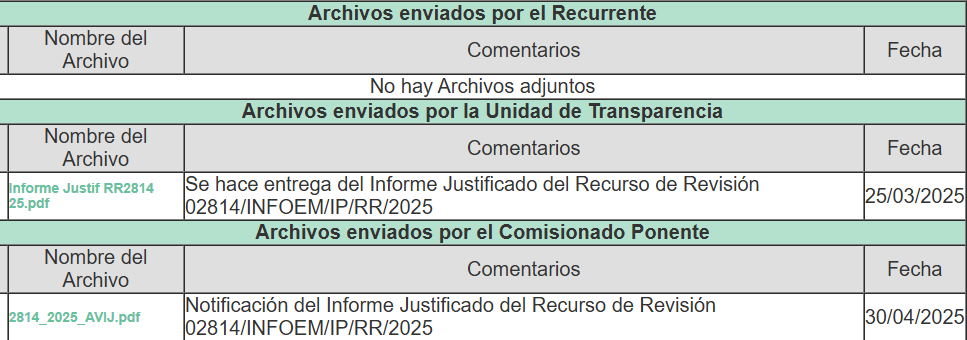 Archivos enviados por el Recurrente
Nombre del
Archivo
Comentarios
Fecha
No hay Archivos adjuntos
Archivos enviados por la Unidad de Transparencia
Nombre del
Archivo
Comentarios
Fecha
Informe Justif RR2814
25.pdf
Se hace entrega del Informe Justificado del Recurso de Revisión
02814/INFOEM/IP/RR/2025
25/03/2025
Archivos enviados por el Comisionado Ponente
Nombre del
Archivo
Comentarios
Fecha
2814_2025_AVIJ.pdf
Notificación del Informe Justificado del Recurso de Revisión
02814/INFOEM/IP/RR/2025
30/04/2025